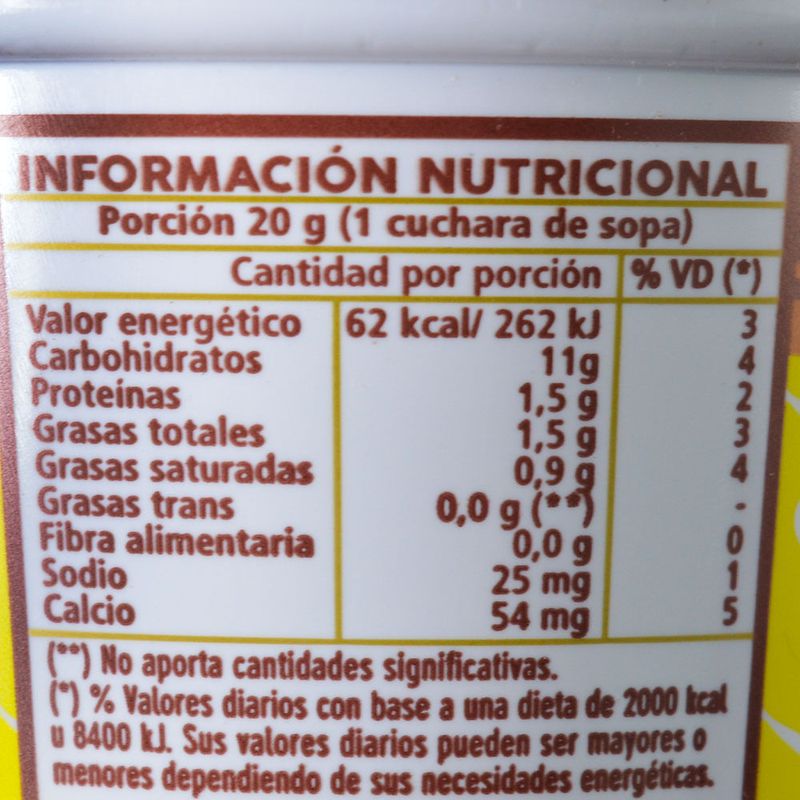 INFORMACIÓN NUTRICIONAL
Porción 20 g (1 cuchara de sopa)
Cantidad por porción % VD (*)
Valor energético 62 kcal/ 262 kJ 3
Carbohidratos 11g 4
Proteínas 1,5 g 2
Grasas totales 1,5 g 3
Grasas saturadas 0,9 g 4
Grasas trans 0,0 g (**) -
Fibra alimentaria 0,0 g 0
Sodio 25 mg 1
Calcio 54 mg 5
(**) No aporta cantidades significativas.
(*) % Valores diarios con base a una dieta de 2000 kcal
u 8400 kJ. Sus valores diarios pueden ser mayores o
menores dependiendo de sus necesidades energéticas.